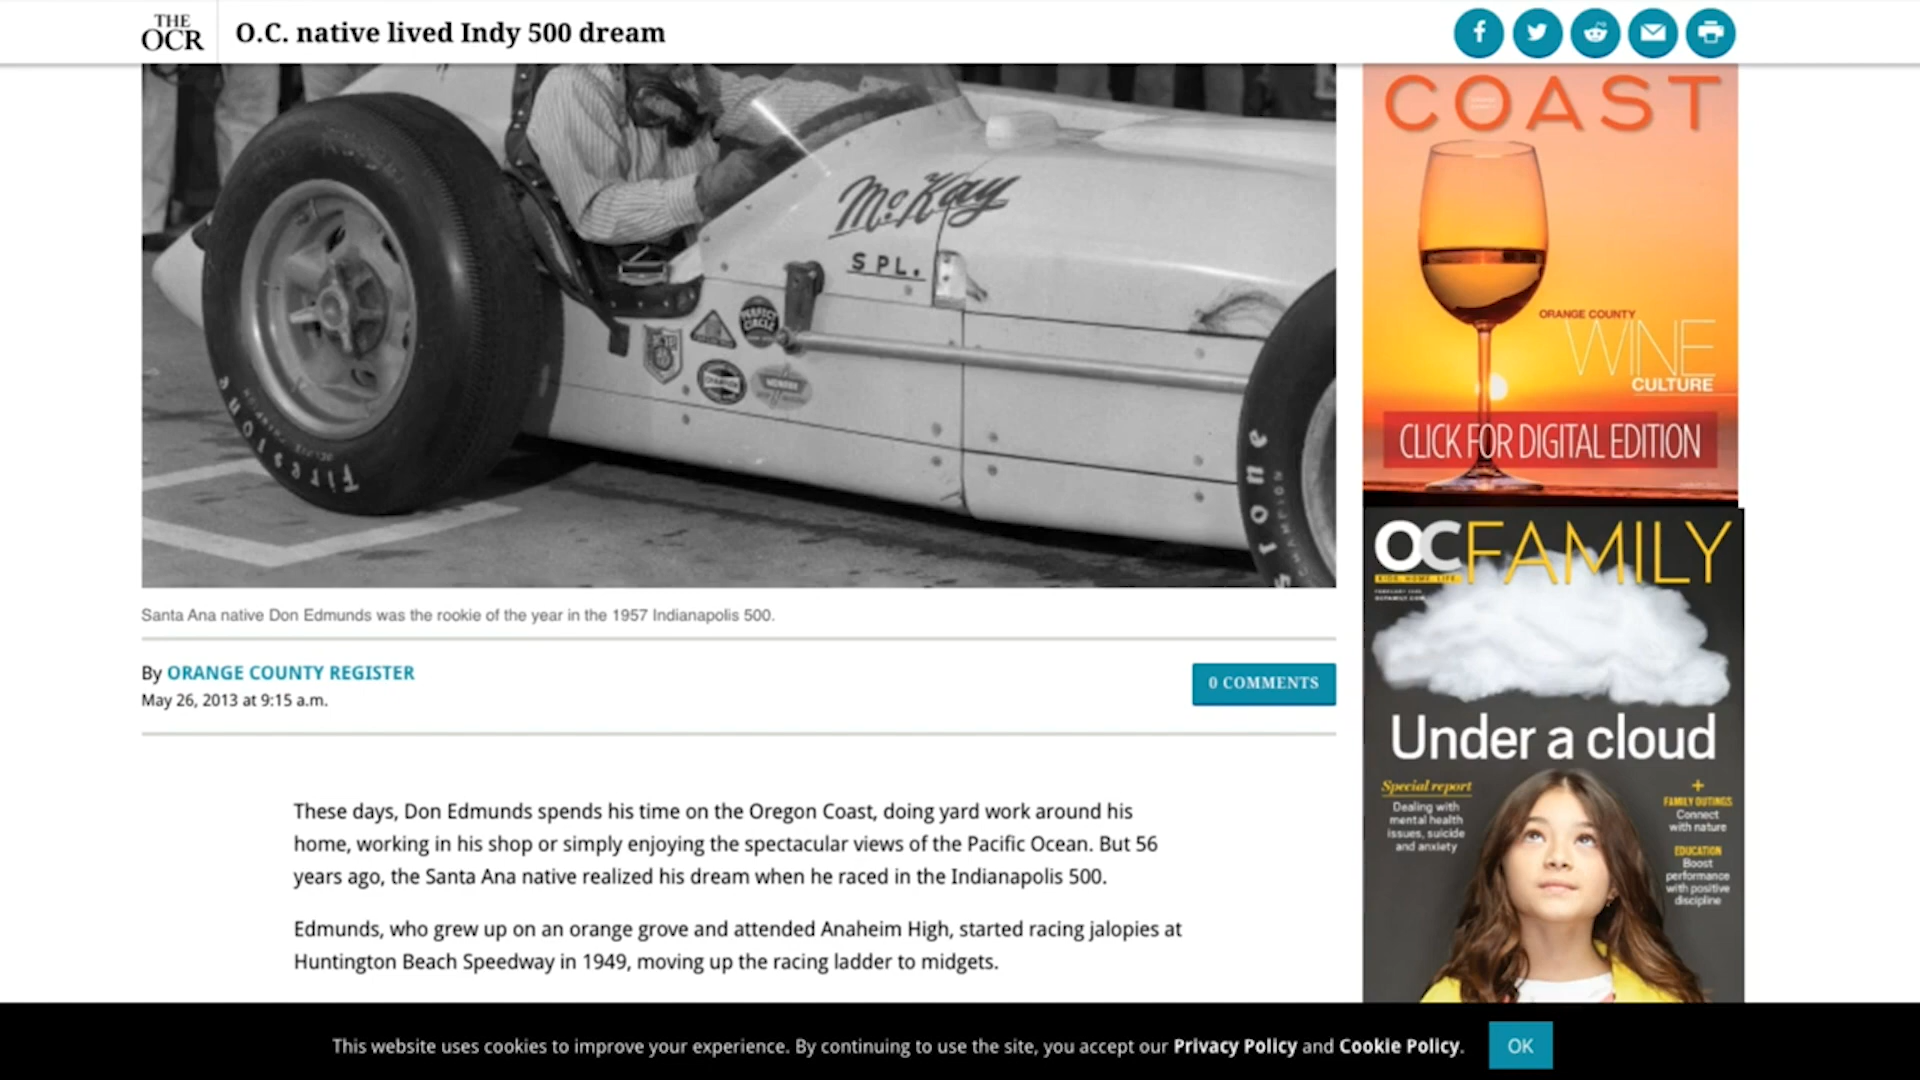 THE
OCR
O.C. native lived Indy 500 dream
McKay
SPL.
PERFECT
CIRCLE
CHAMPION
MONROE
Firestone
stone
CHAMPION
COAST
ORANGE COUNTY
WINE
CULTURE
CLICK FOR DIGITAL EDITION
OCFAMILY
KIDS. HOME. LIFE.
Under a cloud
Special report
Dealing with
mental health
issues, suicide
and anxiety
+
FAMILY OUTINGS
Connect
with nature
EDUCATION
Boost
performance
with positive
discipline
Santa Ana native Don Edmunds was the rookie of the year in the 1957 Indianapolis 500.
By ORANGE COUNTY REGISTER
May 26, 2013 at 9:15 a.m.
0 COMMENTS
These days, Don Edmunds spends his time on the Oregon Coast, doing yard work around his
home, working in his shop or simply enjoying the spectacular views of the Pacific Ocean. But 56
years ago, the Santa Ana native realized his dream when he raced in the Indianapolis 500.
Edmunds, who grew up on an orange grove and attended Anaheim High, started racing jalopies at
Huntington Beach Speedway in 1949, moving up the racing ladder to midgets.
This website uses cookies to improve your experience. By continuing to use the site, you accept our Privacy Policy and Cookie Policy.
OK